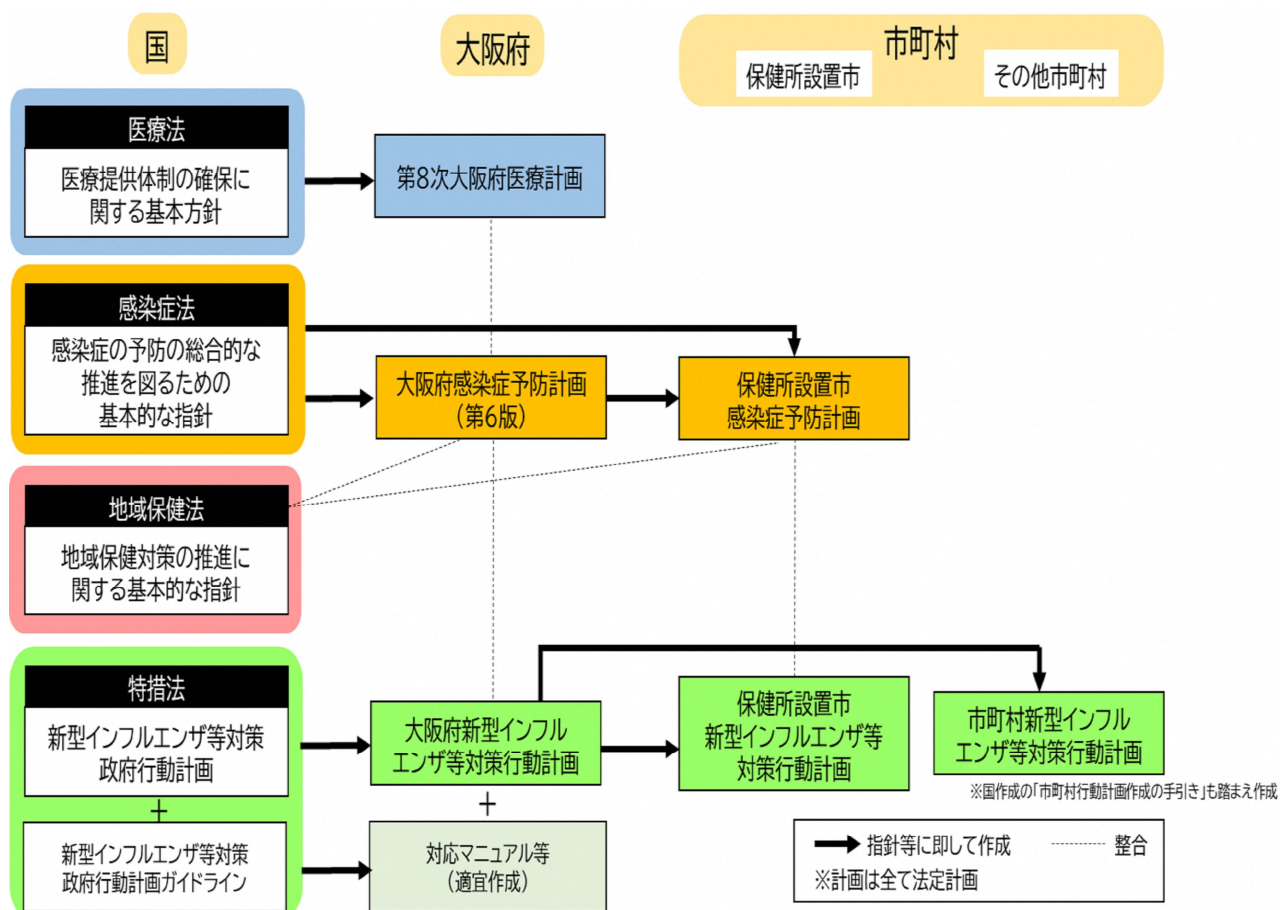 国
大阪府
市町村
保健所設置市
その他市町村
医療法
医療提供体制の確保に
関する基本方針
第8次大阪府医療計画
感染症法
感染症の予防の総合的な
推進を図るための
基本的な指針
大阪府感染症予防計画
(第6版)
保健所設置市
感染症予防計画
地域保健法
地域保健対策の推進に
関する基本的な指針
特措法
新型インフルエンザ等対策
政府行動計画
+
新型インフルエンザ等対策
政府行動計画ガイドライン
大阪府新型インフル
エンザ等対策行動計画
+
対応マニュアル等
(適宜作成)
保健所設置市
新型インフルエンザ等
対策行動計画
市町村新型インフル
エンザ等対策行動計画
※国作成の「市町村行動計画作成の手引き」も踏まえ作成
指針等に即して作成
整合
※計画は全て法定計画